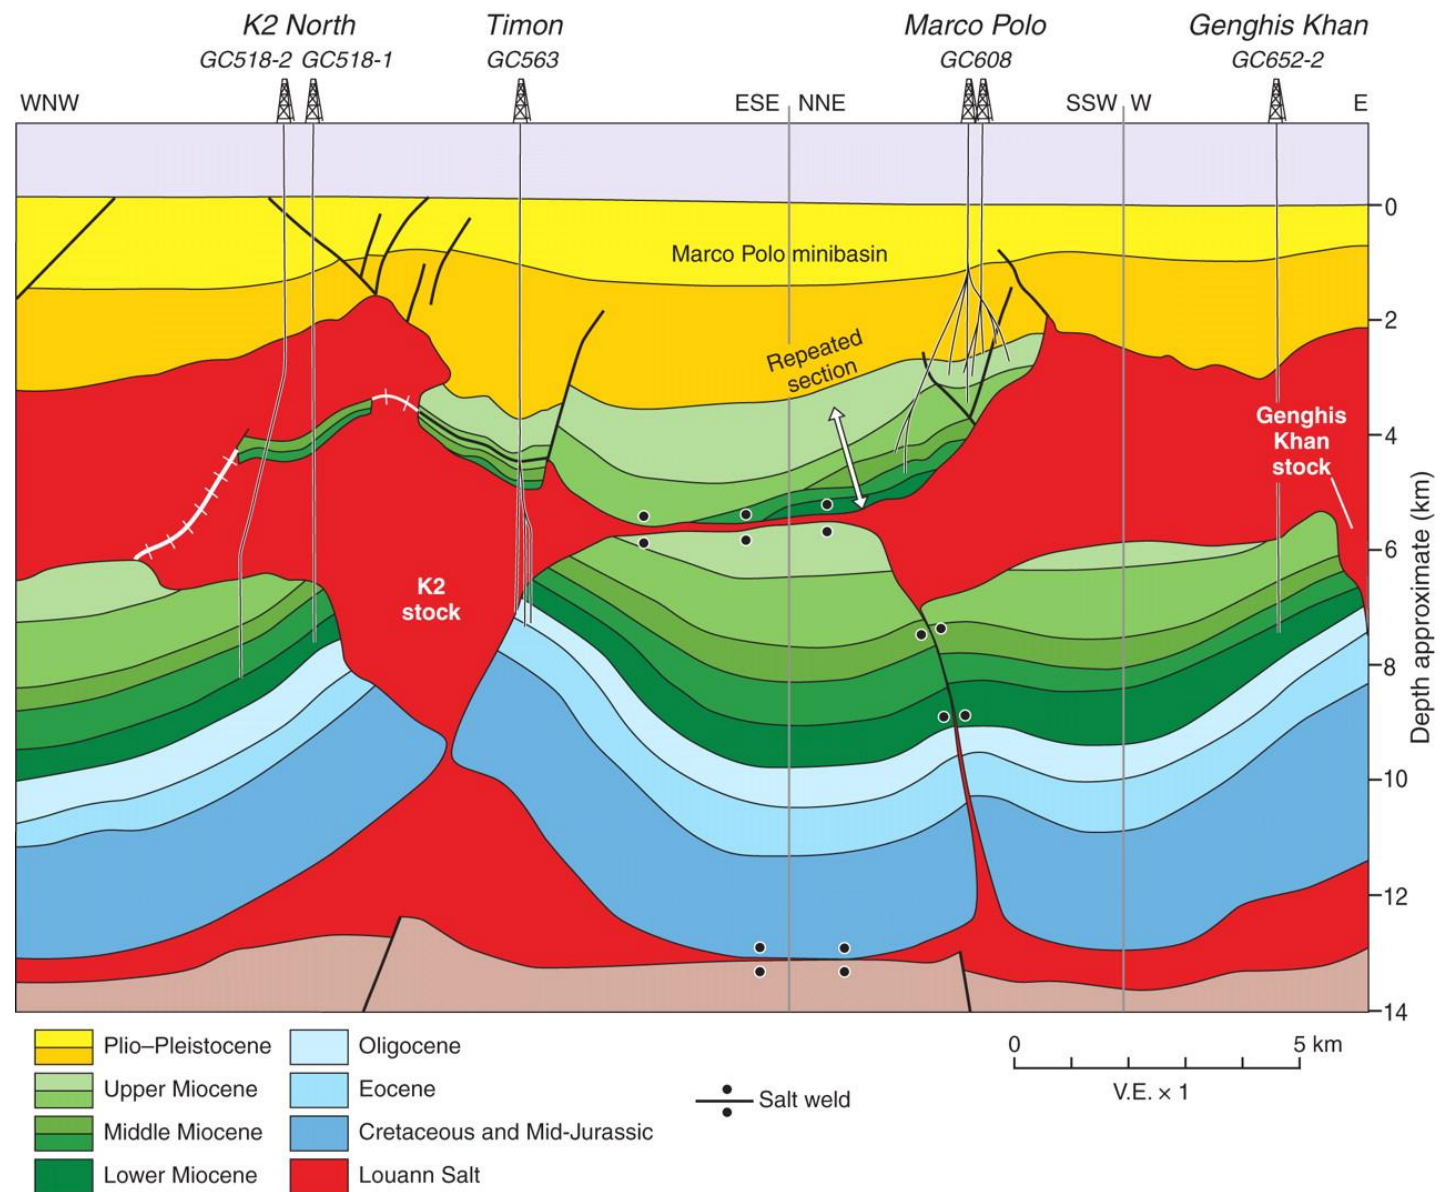 K2 North
Timon
Marco Polo
Genghis Khan
GC518-2 GC518-1
GC563
GC608
GC652-2
WNW
ESE
NNE
SSW
W
E
0
Marco Polo minibasin
2
Repeated
section
4
Genghis
Khan
stock
6
K2
stock
8
10
12
14
Depth approximate (km)
Plio–Pleistocene
Upper Miocene
Middle Miocene
Lower Miocene
Oligocene
Eocene
Cretaceous and Mid-Jurassic
Louann Salt
Salt weld
0
5 km
V.E. × 1